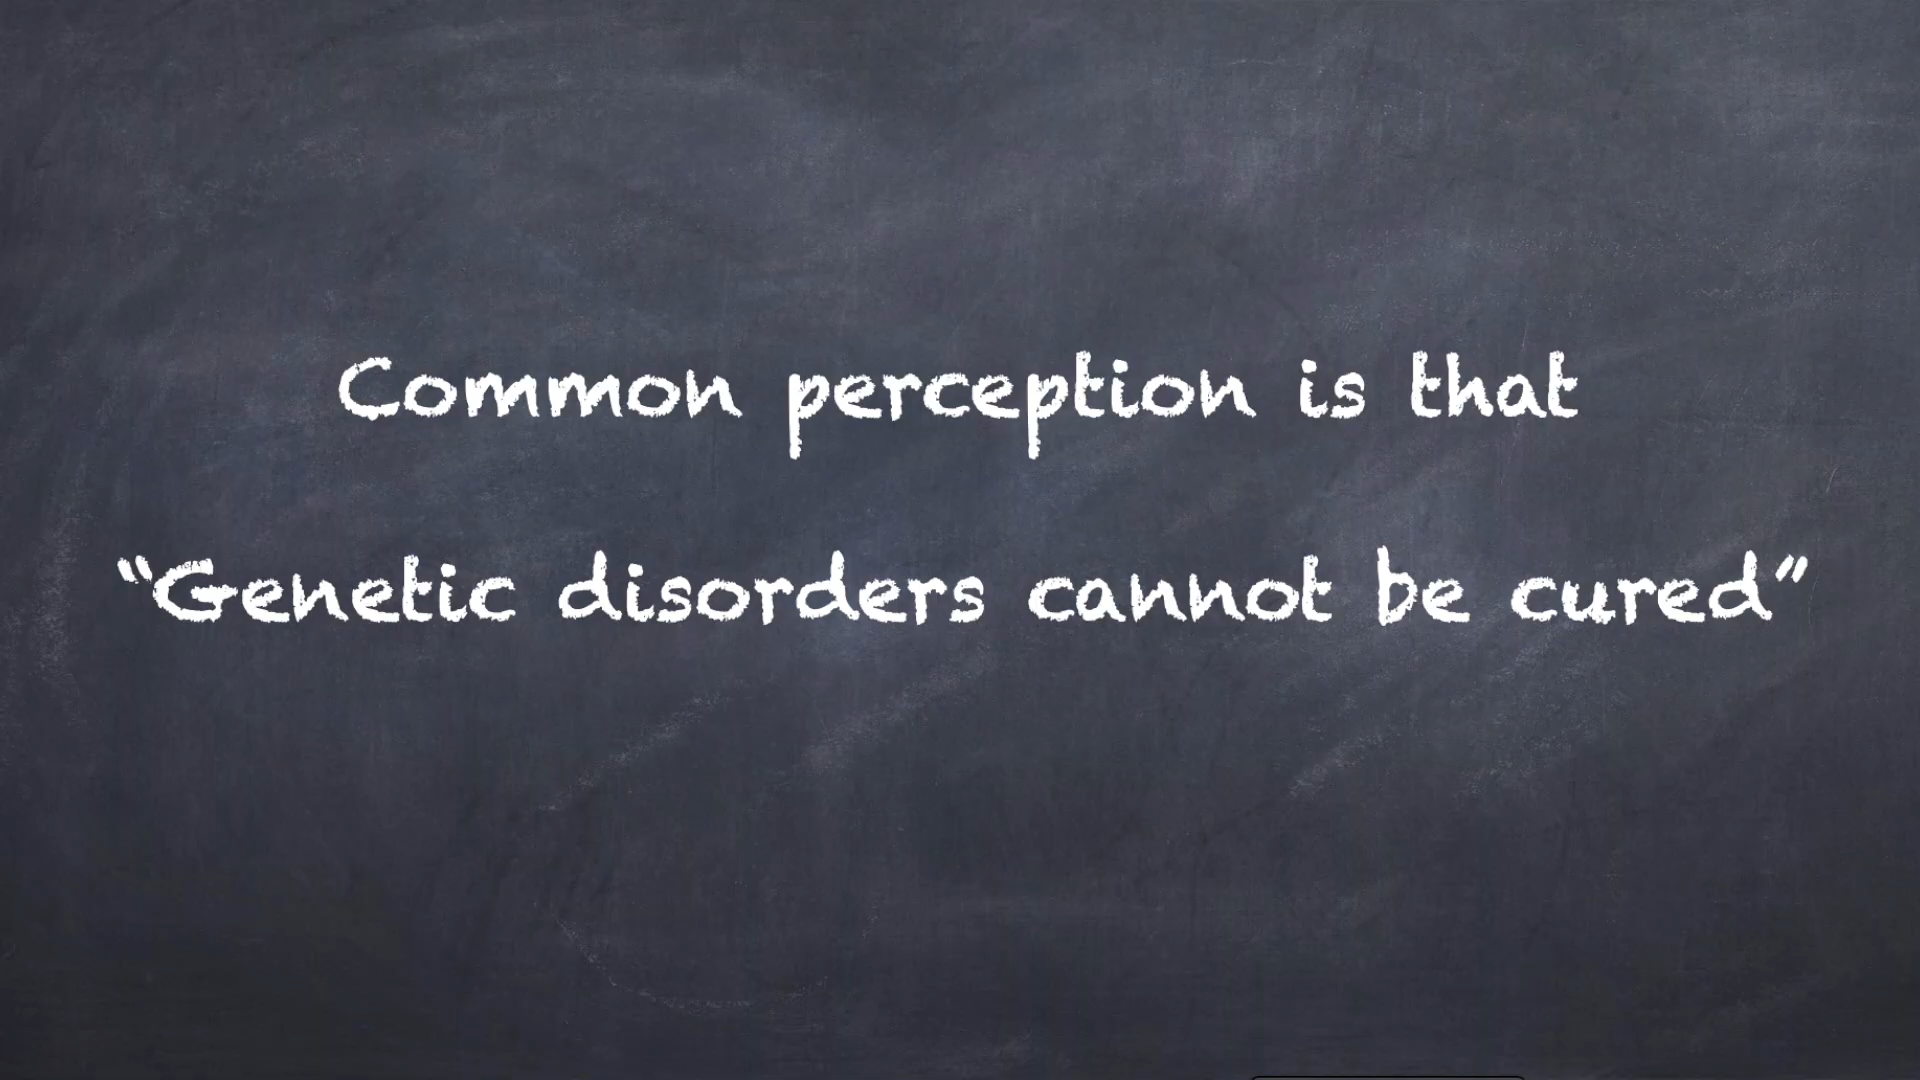 Common perception is that
“Genetic disorders cannot be cured”